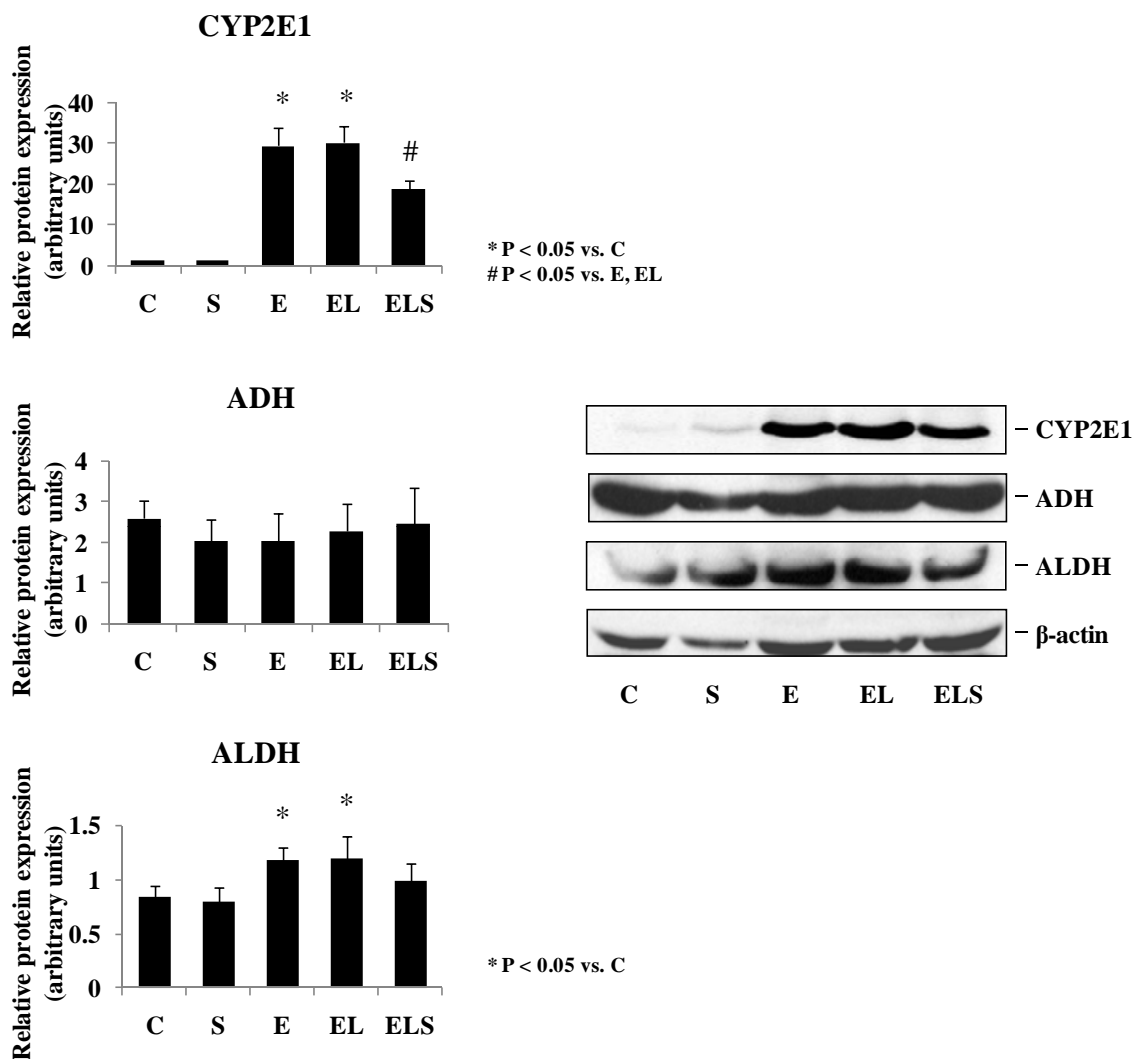 CYP2E1
Relative protein expression
(arbitrary units)
40
30
20
10
0
*
*
#
C S E EL ELS
* P < 0.05 vs. C
# P < 0.05 vs. E, EL
ADH
Relative protein expression
(arbitrary units)
4
3
2
1
0
C S E EL ELS
CYP2E1
ADH
ALDH
β-actin
C S E EL ELS
ALDH
Relative protein expression
(arbitrary units)
1.5
1
0.5
0
*
*
C S E EL ELS
* P < 0.05 vs. C